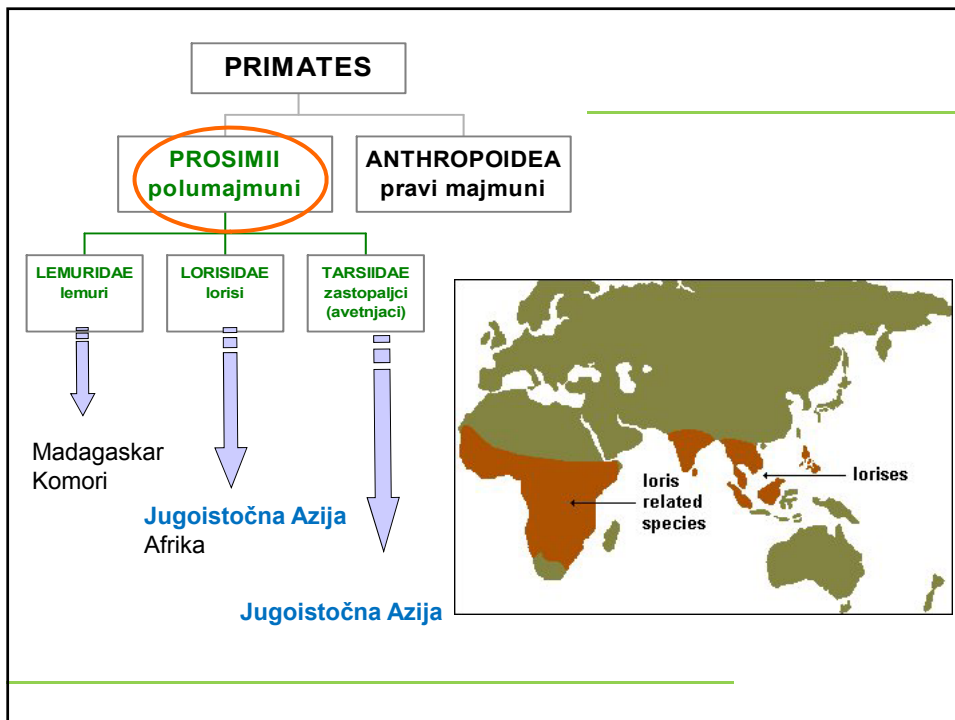 PRIMATES
PROSIMII
polumajmuni
ANTHROPOIDEA
pravi majmuni
LEMURIDAE
lemuri
LORISIDAE
lorisi
TARSIIDAE
zastopaljci
(avetnjaci)
Madagaskar
Komori
Jugoistočna Azija
Afrika
Jugoistočna Azija
loris
related
species
lorises